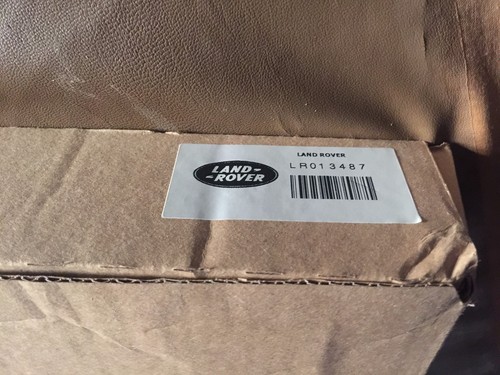 LAND ROVER
LAND-
-ROVER
LR013487